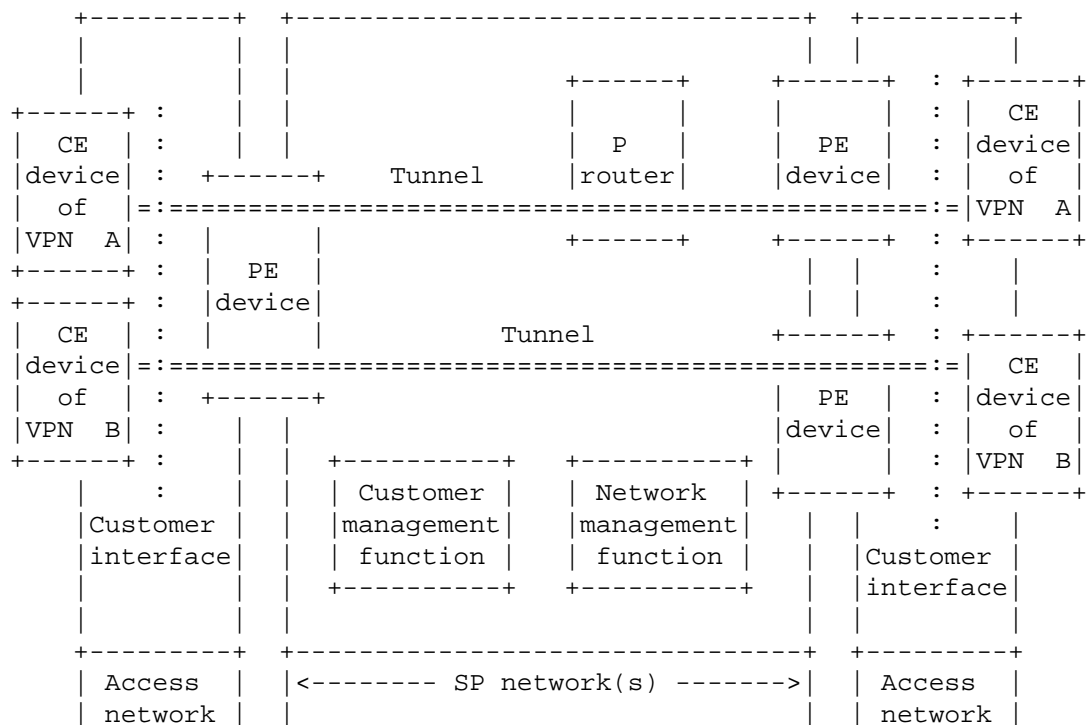 CE
CE
P
PE
device
device
Tunnel
router
device
of
of
VPN A
VPN A
PE
device
CE
Tunnel
device
CE
of
PE
device
VPN B
device
of
VPN B
Customer
Network
Customer
management
management
interface
function
function
Customer
interface
Access
<-------- SP network(s) ------->
Access
network
network